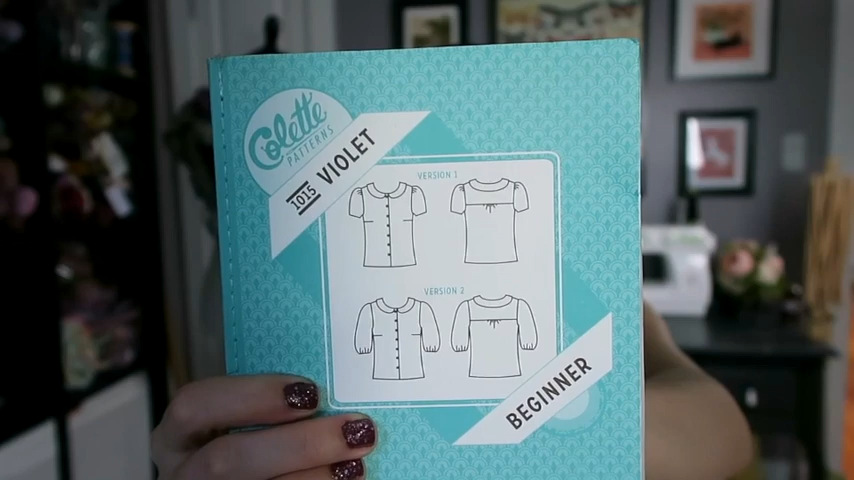 Colette
PATTERNS
1015 VIOLET
VERSION 1
VERSION 2
BEGINNER